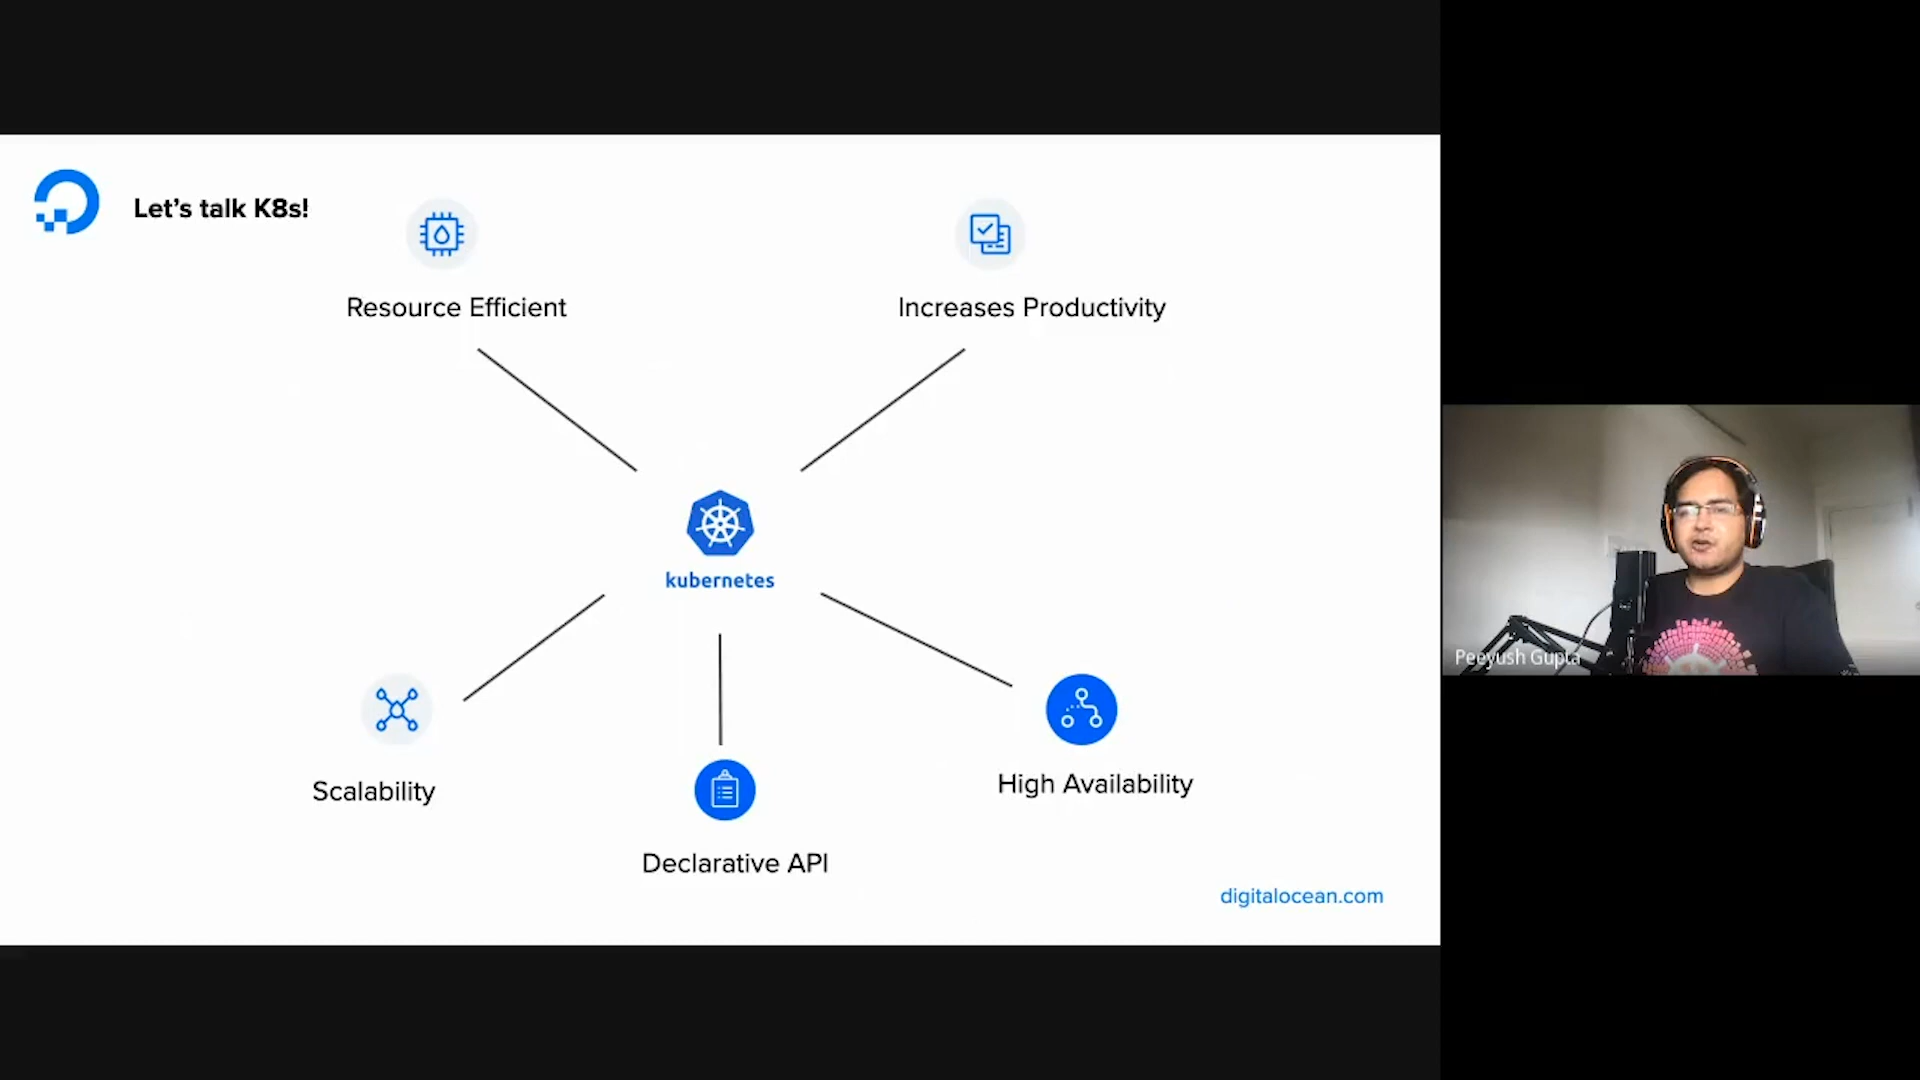 Let's talk K8s!
Resource Efficient
Increases Productivity
kubernetes
Scalability
High Availability
Declarative API
digitalocean.com
Peeyush Gupta